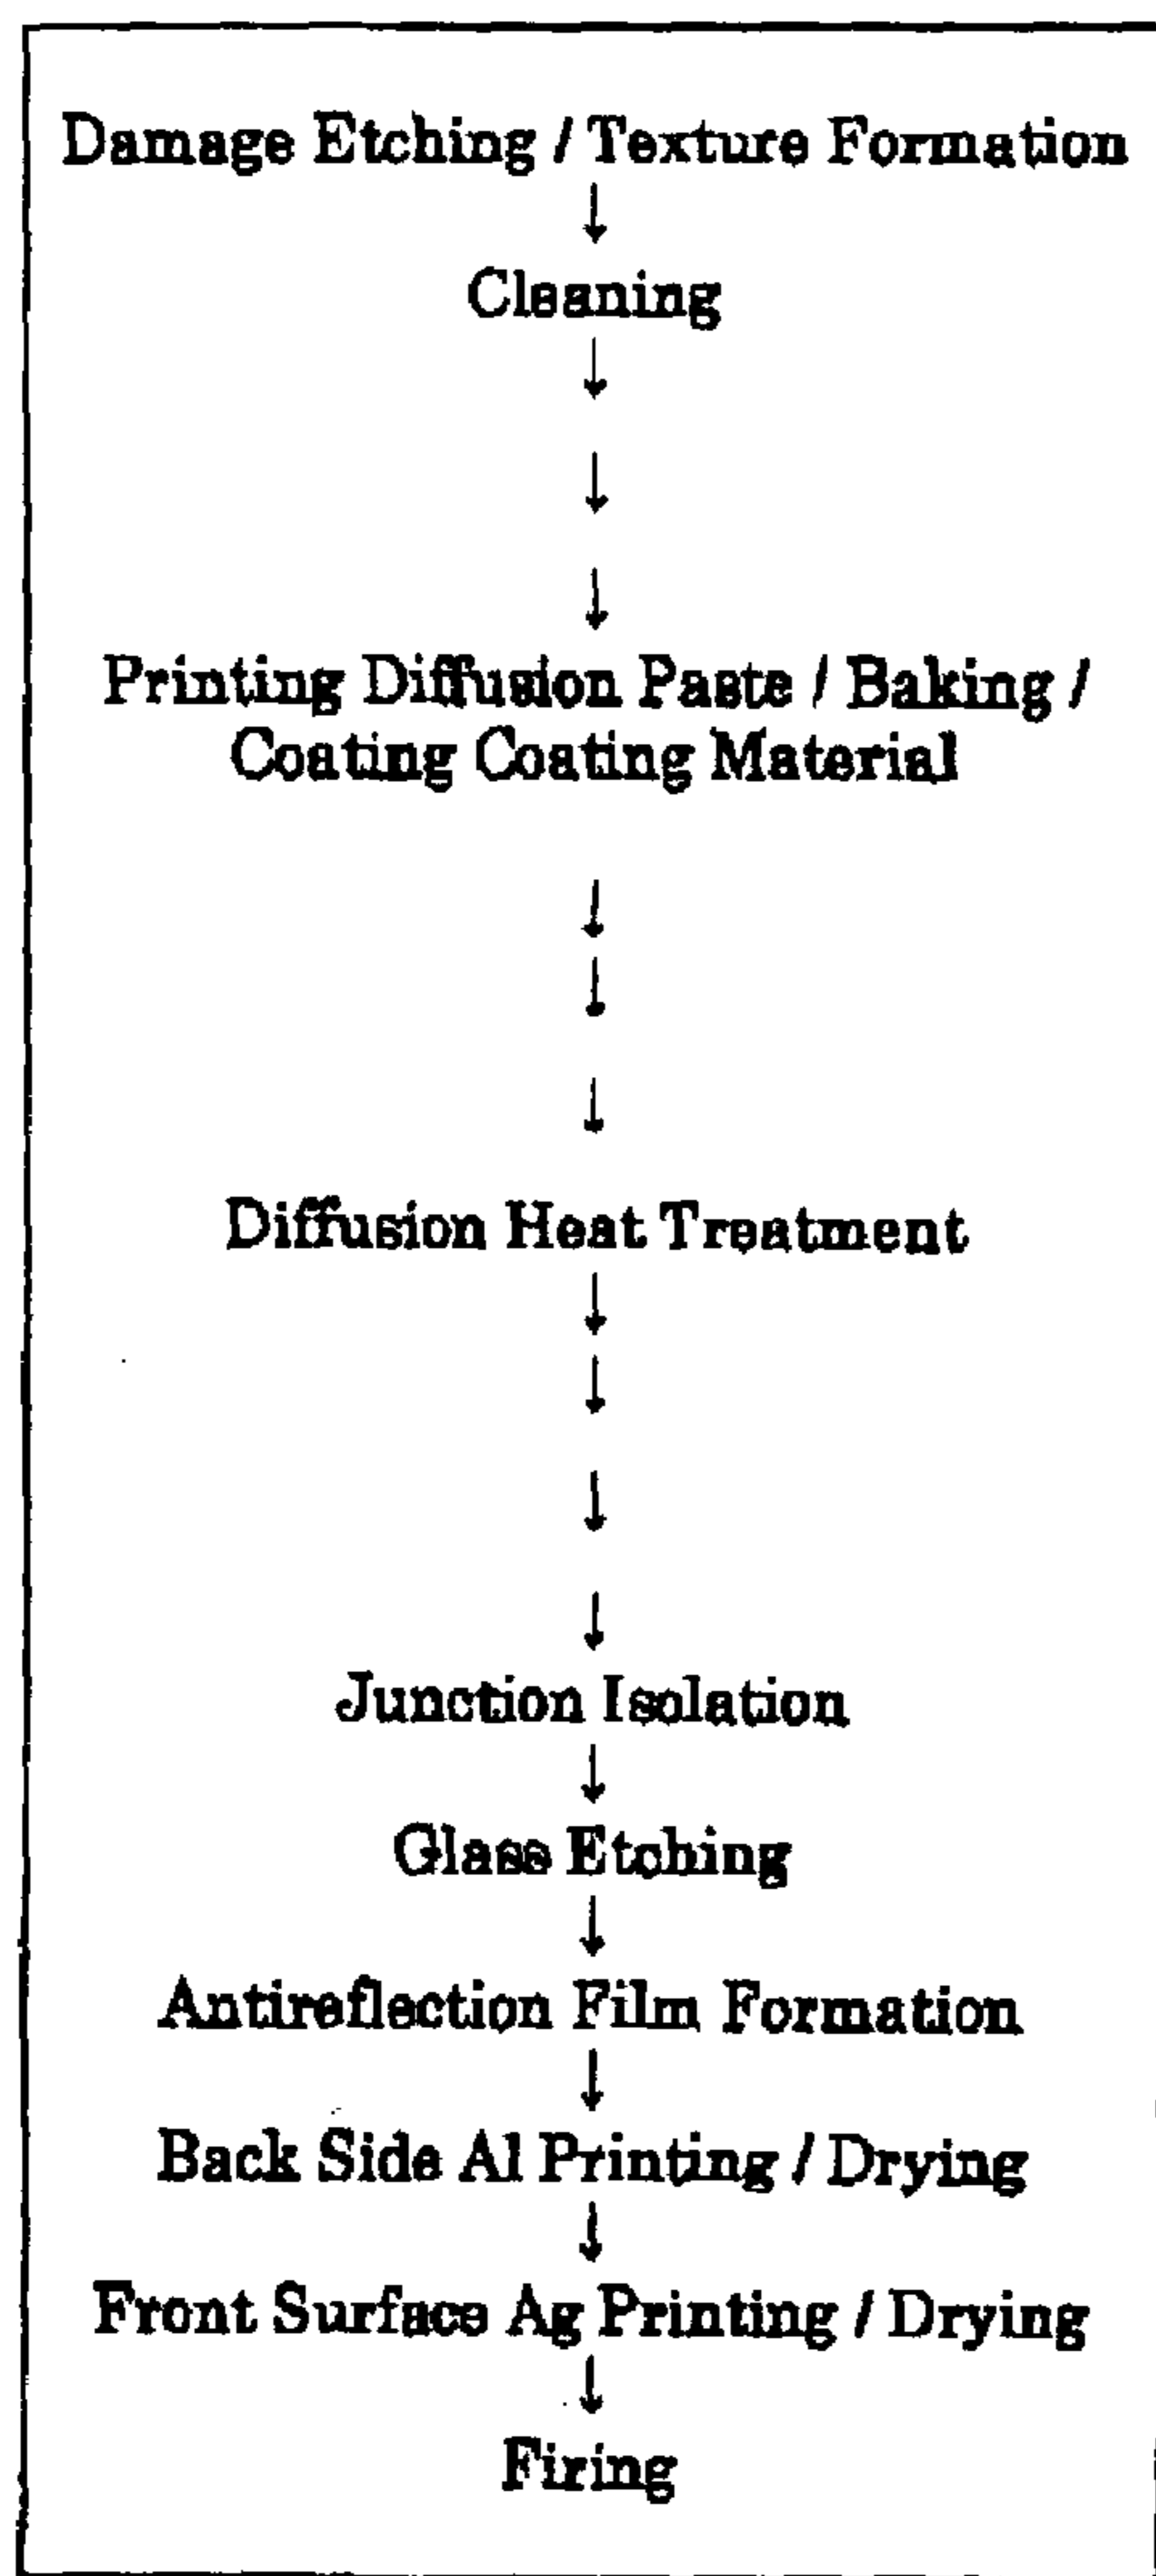 Damage Etching / Texture Formation
↓
Cleaning
↓
↓
↓
Printing Diffusion Paste / Baking /
Coating Coating Material
↓
↓
↓
Diffusion Heat Treatment
↓
↓
↓
↓
Junction Isolation
↓
Glass Etching
↓
Antireflection Film Formation
↓
Back Side Al Printing / Drying
↓
Front Surface Ag Printing / Drying
↓
Firing